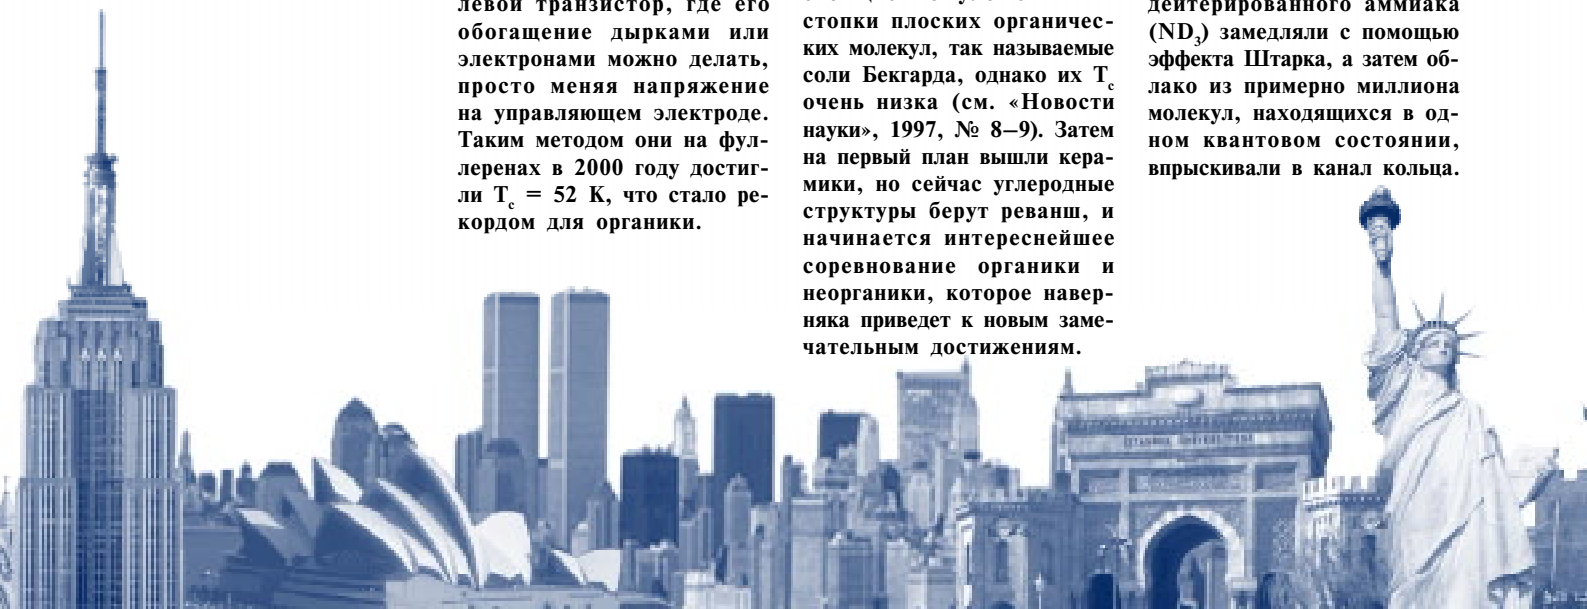 левой транзистор, где его
обогащение дырками или
электронами можно делать,
просто меняя напряжение
на управляющем электроде.
Таким методом они на фул-
леренах в 2000 году достиг-
ли Tc = 52 K, что стало ре-
кордом для органики.
стопки плоских органичес-
ких молекул, так называемые
соли Бекгарда, однако их Tc
очень низка (см. «Новости
науки», 1997, № 8–9). Затем
на первый план вышли кера-
мики, но сейчас углеродные
структуры берут реванш, и
начинается интереснейшее
соревнование органики и
неорганики, которое навер-
няка приведет к новым заме-
чательным достижениям.
дейтерированного аммиака
(ND3) замедляли с помощью
эффекта Штарка, а затем об-
лако из примерно миллиона
молекул, находящихся в од-
ном квантовом состоянии,
впрыскивали в канал кольца.